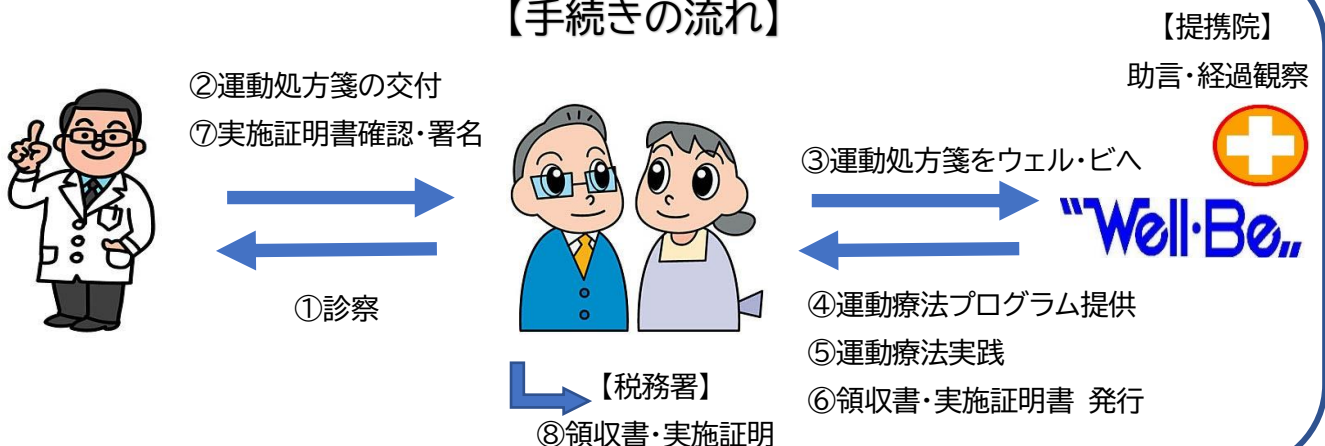 【手続きの流れ】
【提携院】
助言・経過観察
②運動処方箋の交付
⑦実施証明書確認・署名
①診察
③運動処方箋をウェル・ビへ
"Well·Be„
④運動療法プログラム提供
⑤運動療法実践
⑥領収書・実施証明書 発行
【税務署】
⑧領収書・実施証明